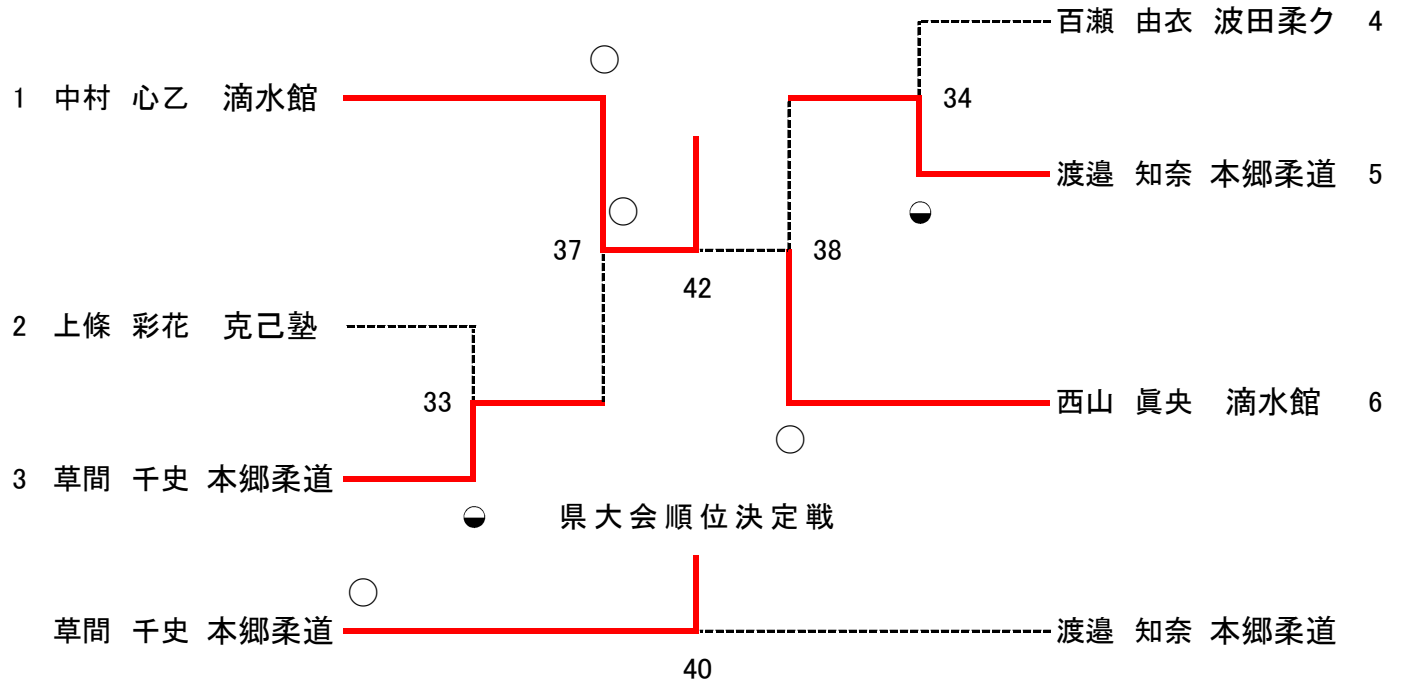 百瀬 由衣 波田柔ク 4
1 中村 心乙 滴水館
34
渡邉 知奈 本郷柔道 5
37
38
42
2 上條 彩花 克己塾
33
西山 眞央 滴水館 6
3 草間 千史 本郷柔道
県大会順位決定戦
草間 千史 本郷柔道
渡邉 知奈 本郷柔道
40